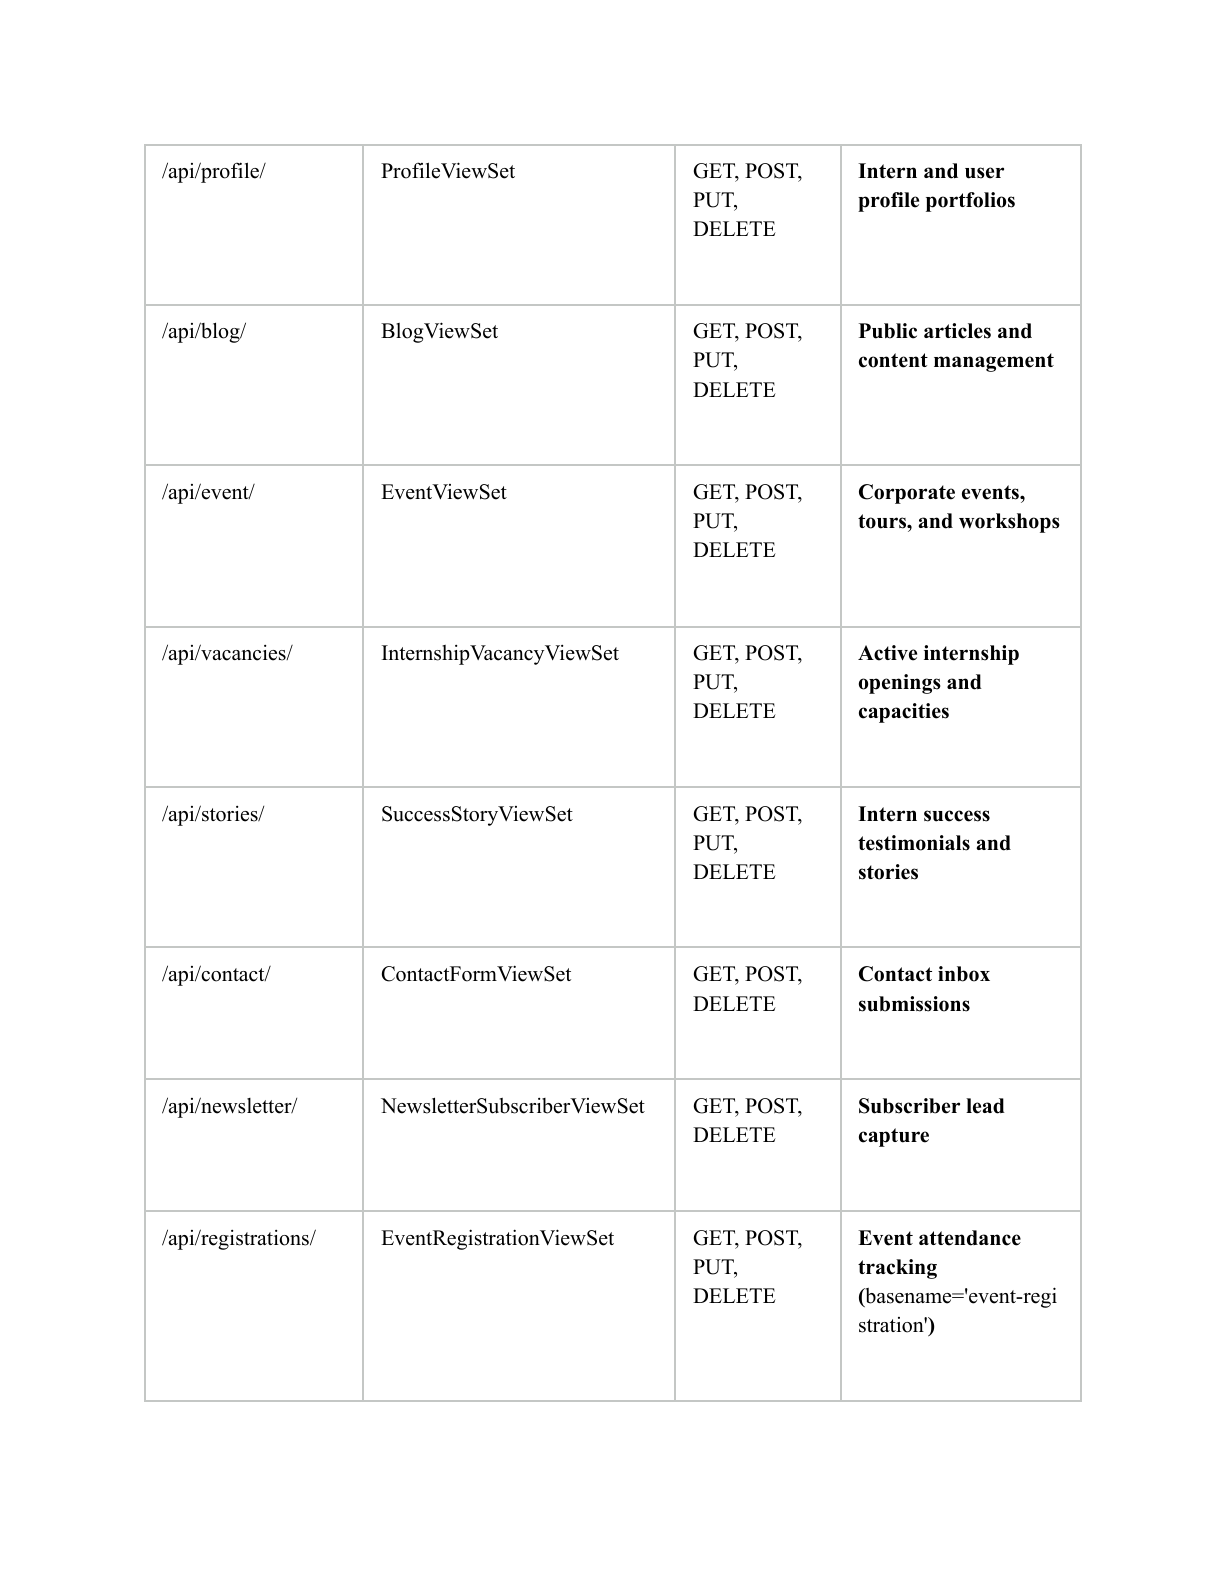 /api/profile/
ProfileViewSet
GET, POST,
PUT,
DELETE
Intern and user
profile portfolios
/api/blog/
BlogViewSet
GET, POST,
PUT,
DELETE
Public articles and
content management
/api/event/
EventViewSet
GET, POST,
PUT,
DELETE
Corporate events,
tours, and workshops
/api/vacancies/
InternshipVacancyViewSet
GET, POST,
PUT,
DELETE
Active internship
openings and
capacities
/api/stories/
SuccessStoryViewSet
GET, POST,
PUT,
DELETE
Intern success
testimonials and
stories
/api/contact/
ContactFormViewSet
GET, POST,
DELETE
Contact inbox
submissions
/api/newsletter/
NewsletterSubscriberViewSet
GET, POST,
DELETE
Subscriber lead
capture
/api/registrations/
EventRegistrationViewSet
GET, POST,
PUT,
DELETE
Event attendance
tracking
(basename='event-regi
stration')